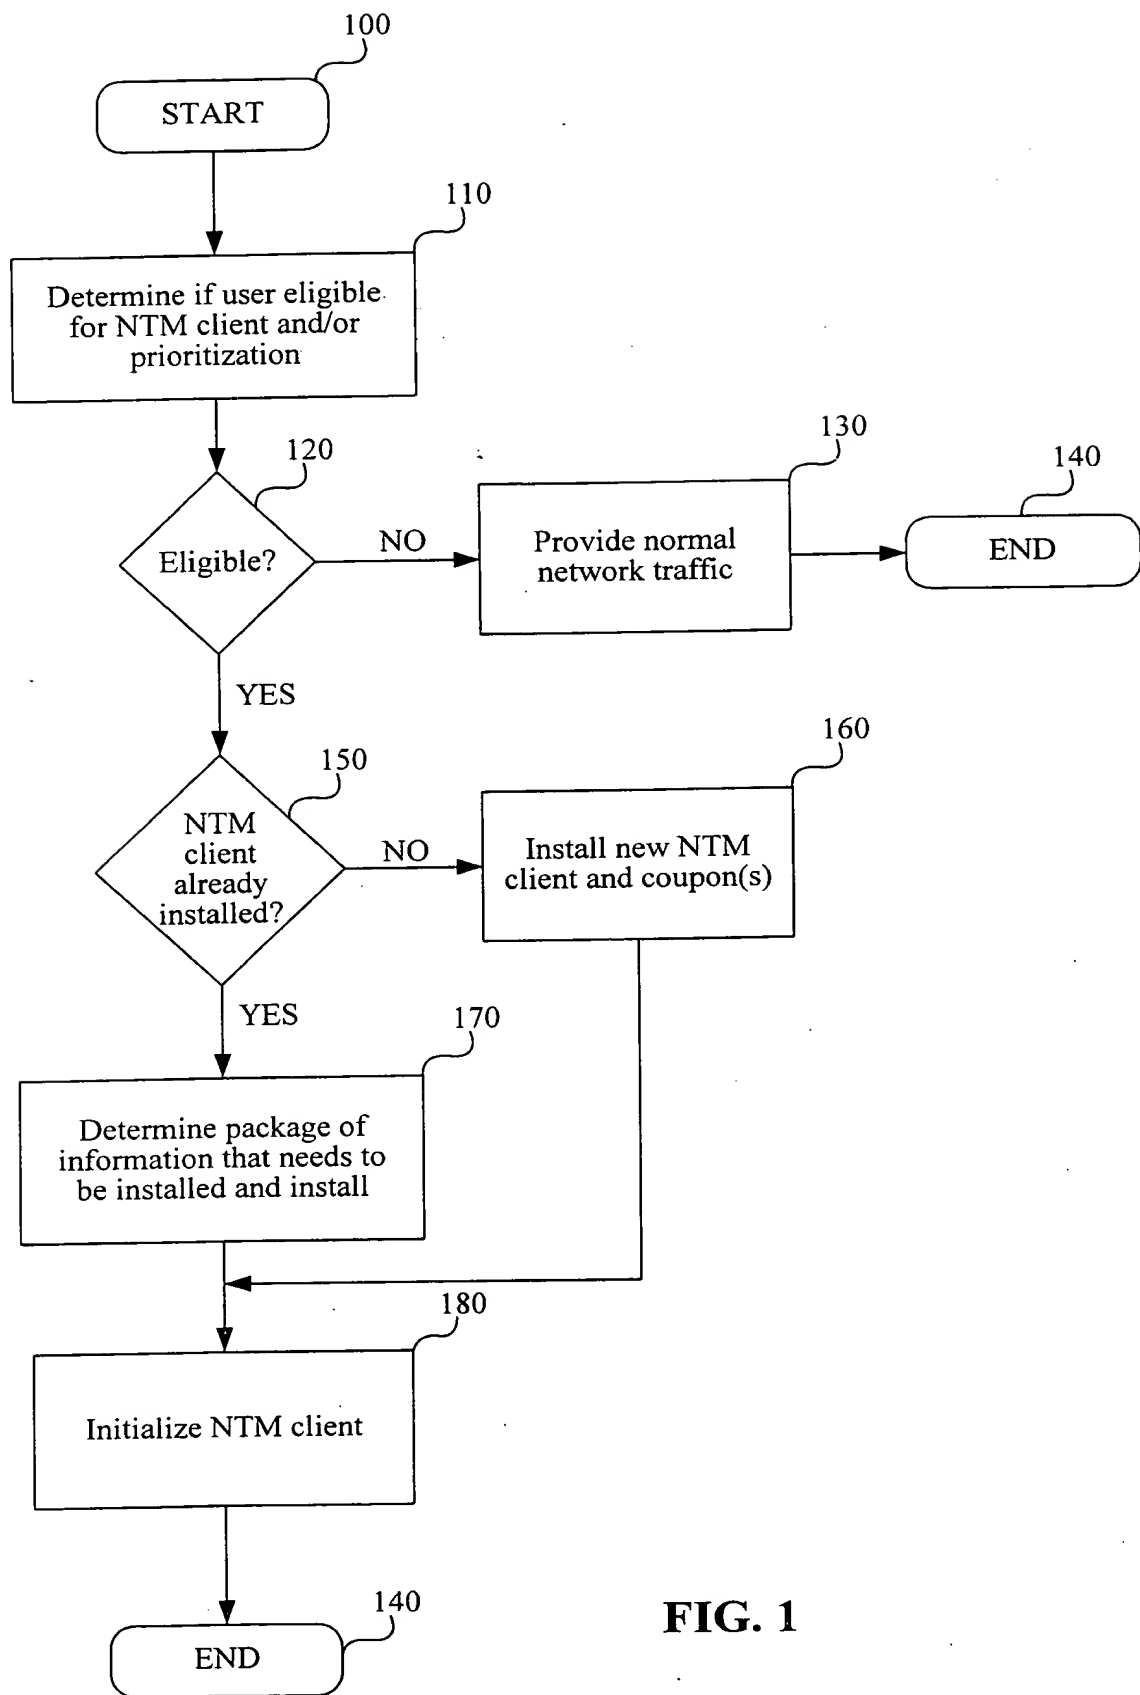 100
START
110
Determine if user eligible
for NTM client and/or
prioritization
120
Eligible?
NO
130
Provide normal
network traffic
140
END
YES
150
NTM
client
already
installed?
NO
160
Install new NTM
client and coupon(s)
YES
170
Determine package of
information that needs to
be installed and install
180
Initialize NTM client
140
END
FIG. 1